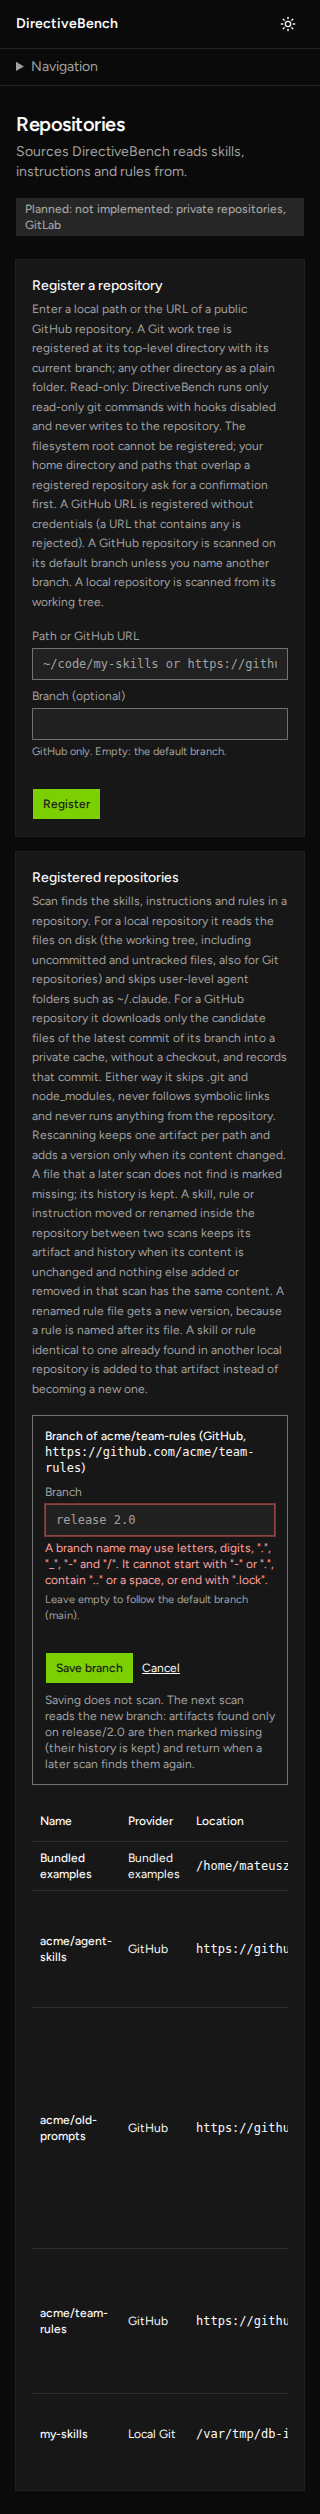 DirectiveBench
Navigation
Repositories
Sources DirectiveBench reads skills,
instructions and rules from.
Planned: not implemented: private repositories,
GitLab
Register a repository
Enter a local path or the URL of a public
GitHub repository. A Git work tree is
registered at its top-level directory with its
current branch; any other directory as a plain
folder. Read-only: DirectiveBench runs only
read-only git commands with hooks disabled
and never writes to the repository. The
filesystem root cannot be registered; your
home directory and paths that overlap a
registered repository ask for a confirmation
first. A GitHub URL is registered without
credentials (a URL that contains any is
rejected). A GitHub repository is scanned on
its default branch unless you name another
branch. A local repository is scanned from its
working tree.
Path or GitHub URL
~/code/my-skills or https://githu
Branch (optional)
GitHub only. Empty: the default branch.
Register
Registered repositories
Scan finds the skills, instructions and rules in a
repository. For a local repository it reads the
files on disk (the working tree, including
uncommitted and untracked files, also for Git
repositories) and skips user-level agent
folders such as ~/.claude. For a GitHub
repository it downloads only the candidate
files of the latest commit of its branch into a
private cache, without a checkout, and records
that commit. Either way it skips .git and
node_modules, never follows symbolic links
and never runs anything from the repository.
Rescanning keeps one artifact per path and
adds a version only when its content changed.
A file that a later scan does not find is marked
missing; its history is kept. A skill, rule or
instruction moved or renamed inside the
repository between two scans keeps its
artifact and history when its content is
unchanged and nothing else added or
removed in that scan has the same content. A
renamed rule file gets a new version, because
a rule is named after its file. A skill or rule
identical to one already found in another local
repository is added to that artifact instead of
becoming a new one.
Branch of acme/team-rules (GitHub,
https://github.com/acme/team-
rules)
Branch
release 2.0
A branch name may use letters, digits, ".",
"_", "-" and "/". It cannot start with "-" or ".",
contain ".." or a space, or end with ".lock".
Leave empty to follow the default branch
(main).
Save branch Cancel
Saving does not scan. The next scan
reads the new branch: artifacts found only
on release/2.0 are then marked missing
(their history is kept) and return when a
later scan finds them again.
Name Provider Location
Bundled examples Bundled examples /home/mateusz
acme/agent-skills GitHub https://githu
acme/old-prompts GitHub https://githu
acme/team-rules GitHub https://githu
my-skills Local Git /var/tmp/db-i